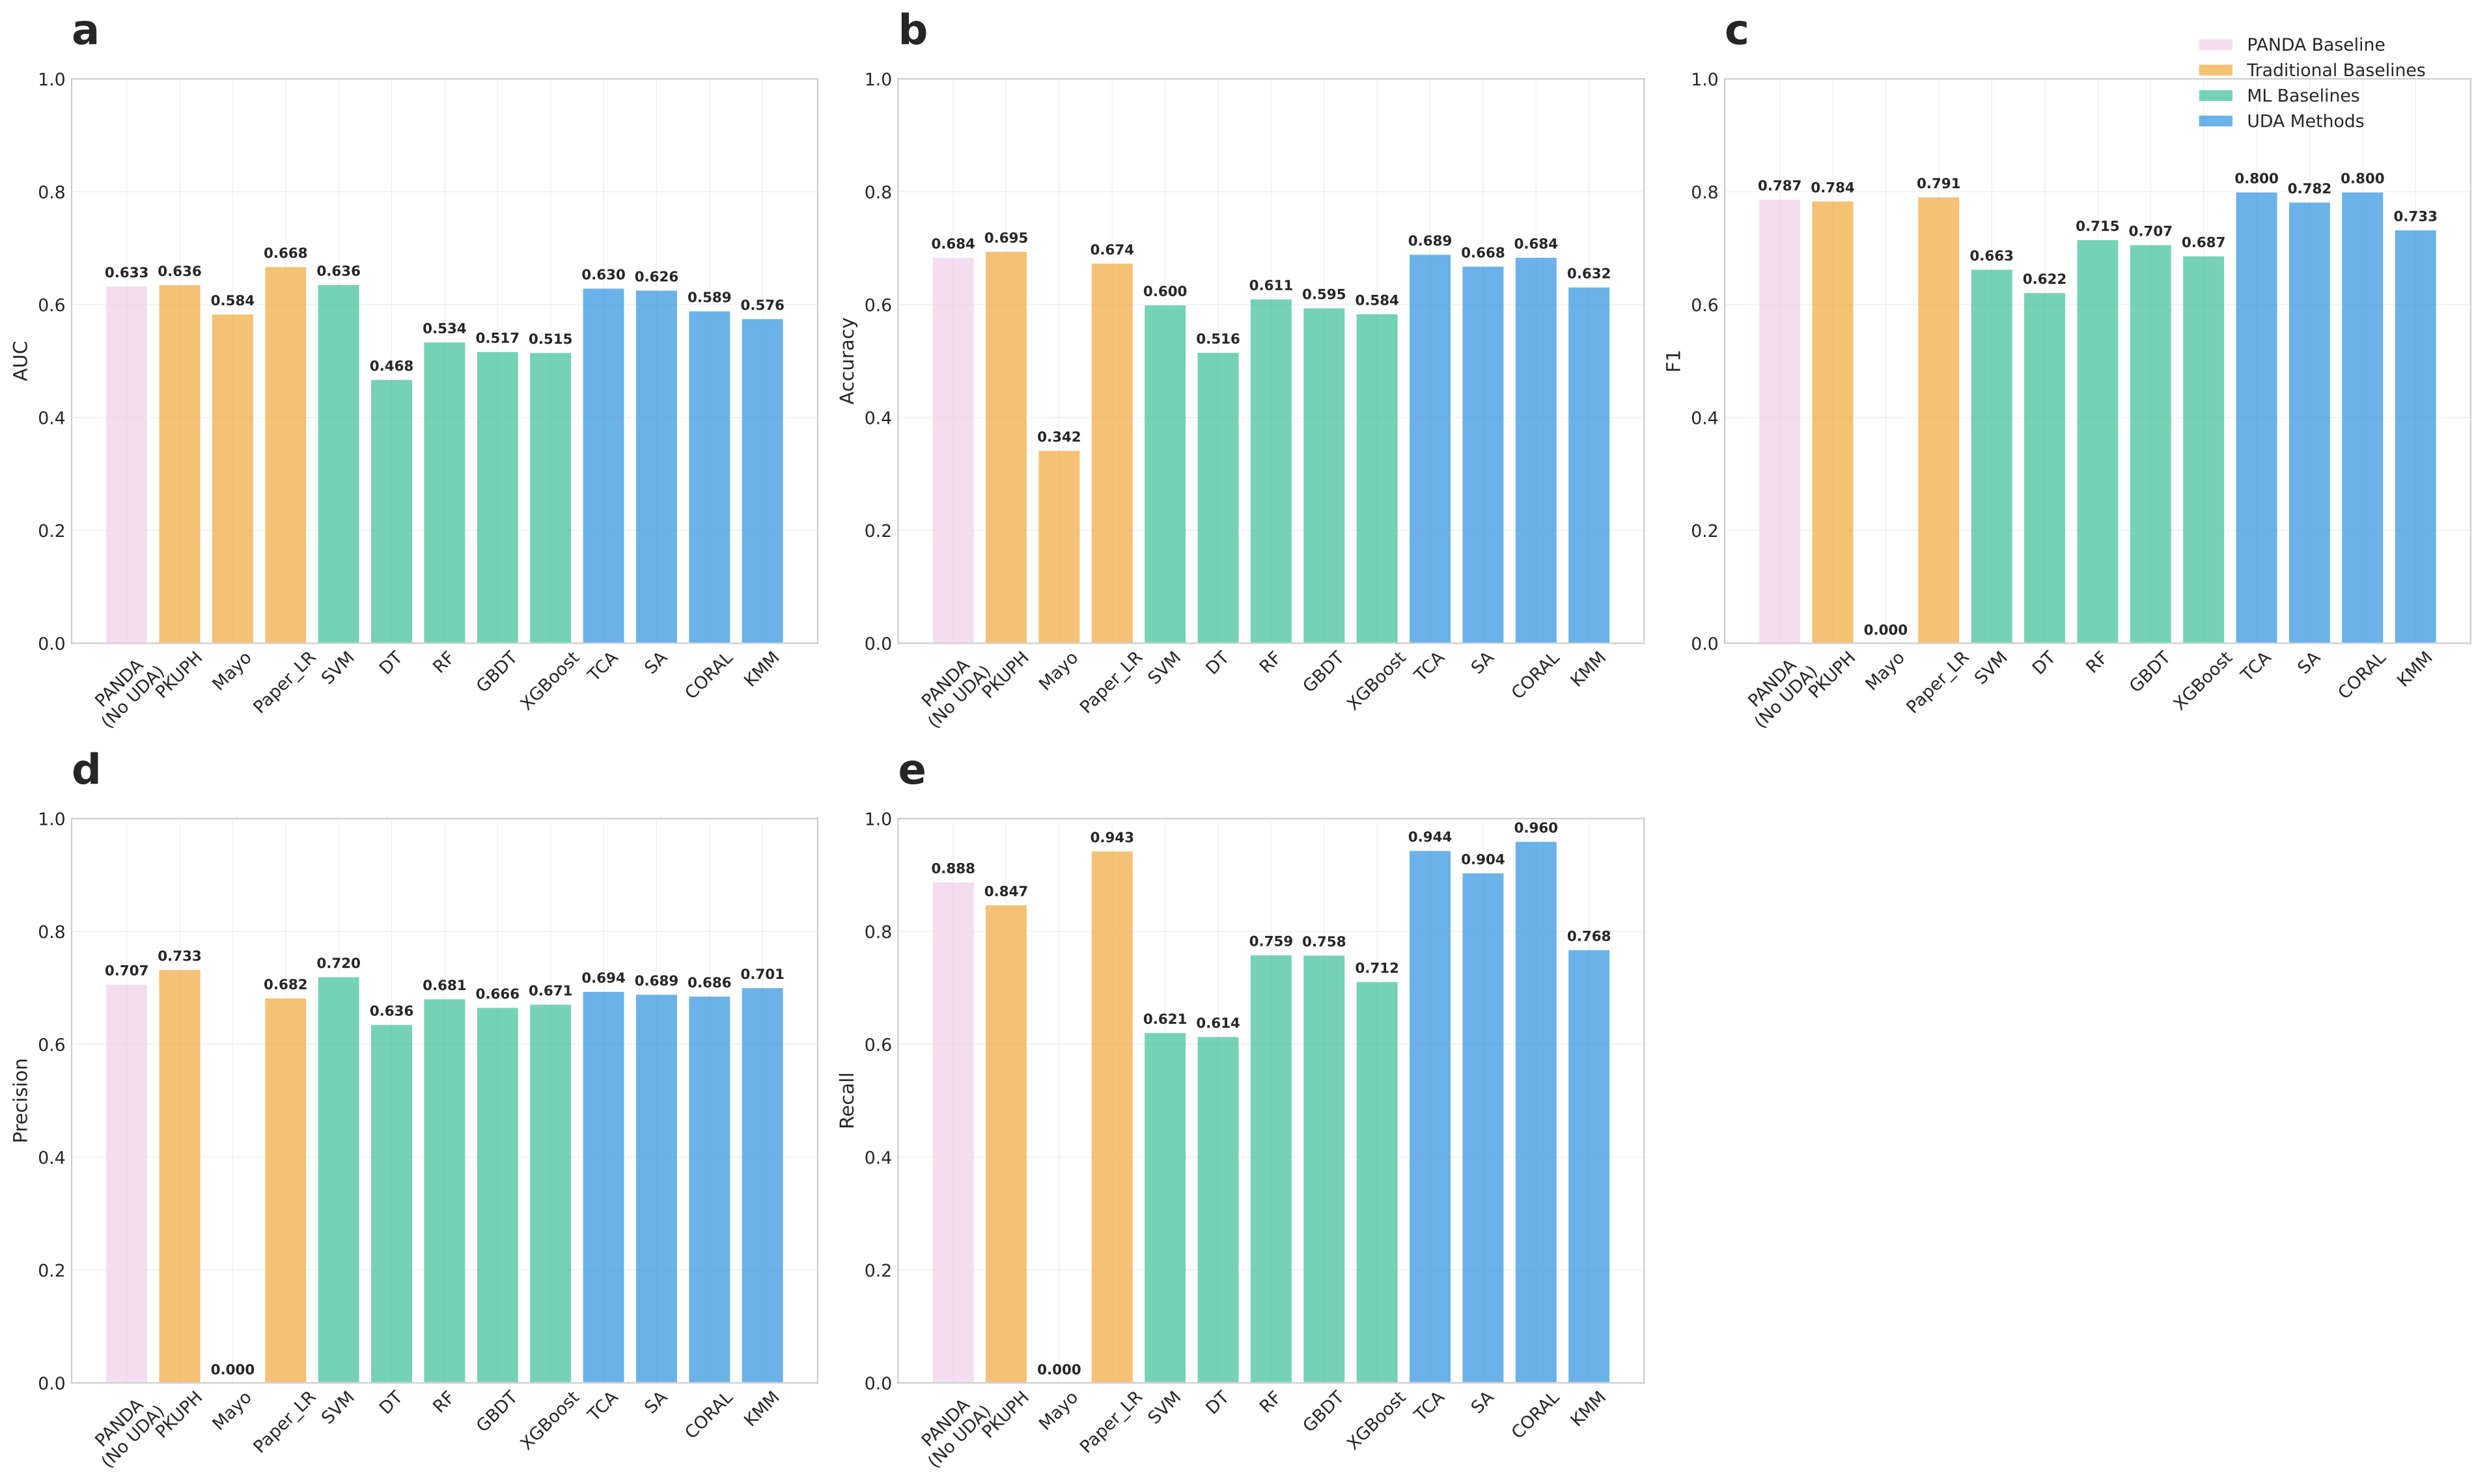 a
1.0
0.8
0.6
0.4
0.2
0.0
AUC
0.633
0.636
0.584
0.668
0.636
0.468
0.534
0.517
0.515
0.630
0.626
0.589
0.576
PANDA
(No UDA)
PKUPH
Mayo
Paper_LR
SVM
DT
RF
GBDT
XGBoost
TCA
SA
CORAL
KMM
b
1.0
0.8
0.6
0.4
0.2
0.0
Accuracy
0.684
0.695
0.342
0.674
0.600
0.516
0.611
0.595
0.584
0.689
0.668
0.684
0.632
PANDA
(No UDA)
PKUPH
Mayo
Paper_LR
SVM
DT
RF
GBDT
XGBoost
TCA
SA
CORAL
KMM
c
PANDA Baseline
Traditional Baselines
ML Baselines
UDA Methods
1.0
0.8
0.6
0.4
0.2
0.0
F1
0.787
0.784
0.000
0.791
0.663
0.622
0.715
0.707
0.687
0.800
0.782
0.800
0.733
PANDA
(No UDA)
PKUPH
Mayo
Paper_LR
SVM
DT
RF
GBDT
XGBoost
TCA
SA
CORAL
KMM
d
1.0
0.8
0.6
0.4
0.2
0.0
Precision
0.707
0.733
0.000
0.682
0.720
0.636
0.681
0.666
0.671
0.694
0.689
0.686
0.701
PANDA
(No UDA)
PKUPH
Mayo
Paper_LR
SVM
DT
RF
GBDT
XGBoost
TCA
SA
CORAL
KMM
e
1.0
0.8
0.6
0.4
0.2
0.0
Recall
0.888
0.847
0.000
0.943
0.621
0.614
0.759
0.758
0.712
0.944
0.904
0.960
0.768
PANDA
(No UDA)
PKUPH
Mayo
Paper_LR
SVM
DT
RF
GBDT
XGBoost
TCA
SA
CORAL
KMM